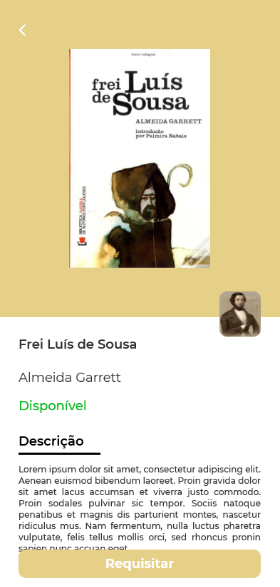 texto integral
frei Luís
de Sousa
ALMEIDA GARRETT
introdução
por Palmira Nabais
Frei Luís de Sousa
Almeida Garrett
Disponível
Descrição
Lorem ipsum dolor sit amet, consectetur adipiscing elit.
Aenean euismod bibendum laoreet. Proin gravida dolor
sit amet lacus accumsan et viverra justo commodo.
Proin sodales pulvinar sic tempor. Sociis natoque
penatibus et magnis dis parturient montes, nascetur
ridiculus mus. Nam fermentum, nulla luctus pharetra
vulputate, felis tellus mollis orci, sed rhoncus pronin
sapien nunc accuan eget.
Requisitar